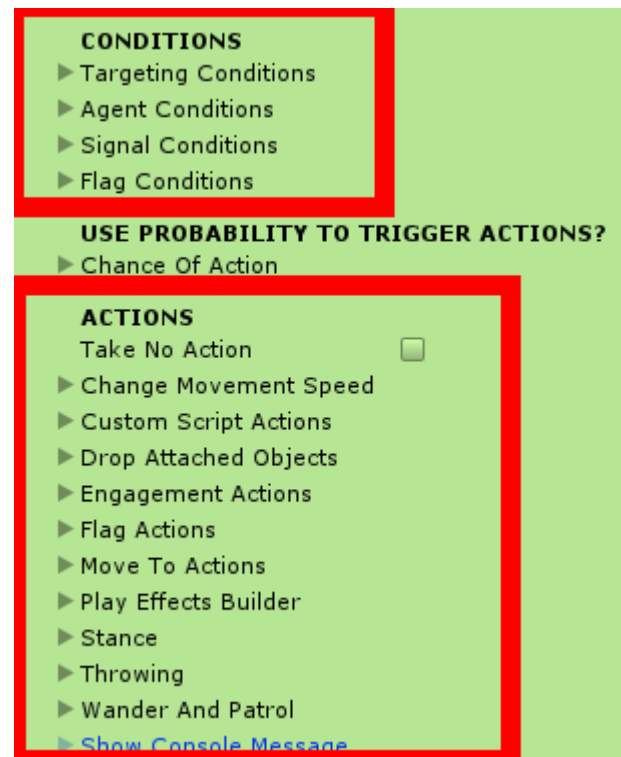 CONDITIONS
Targeting Conditions
Agent Conditions
Signal Conditions
Flag Conditions
USE PROBABILITY TO TRIGGER ACTIONS?
Chance Of Action
ACTIONS
Take No Action
Change Movement Speed
Custom Script Actions
Drop Attached Objects
Engagement Actions
Flag Actions
Move To Actions
Play Effects Builder
Stance
Throwing
Wander And Patrol
Show Console Message